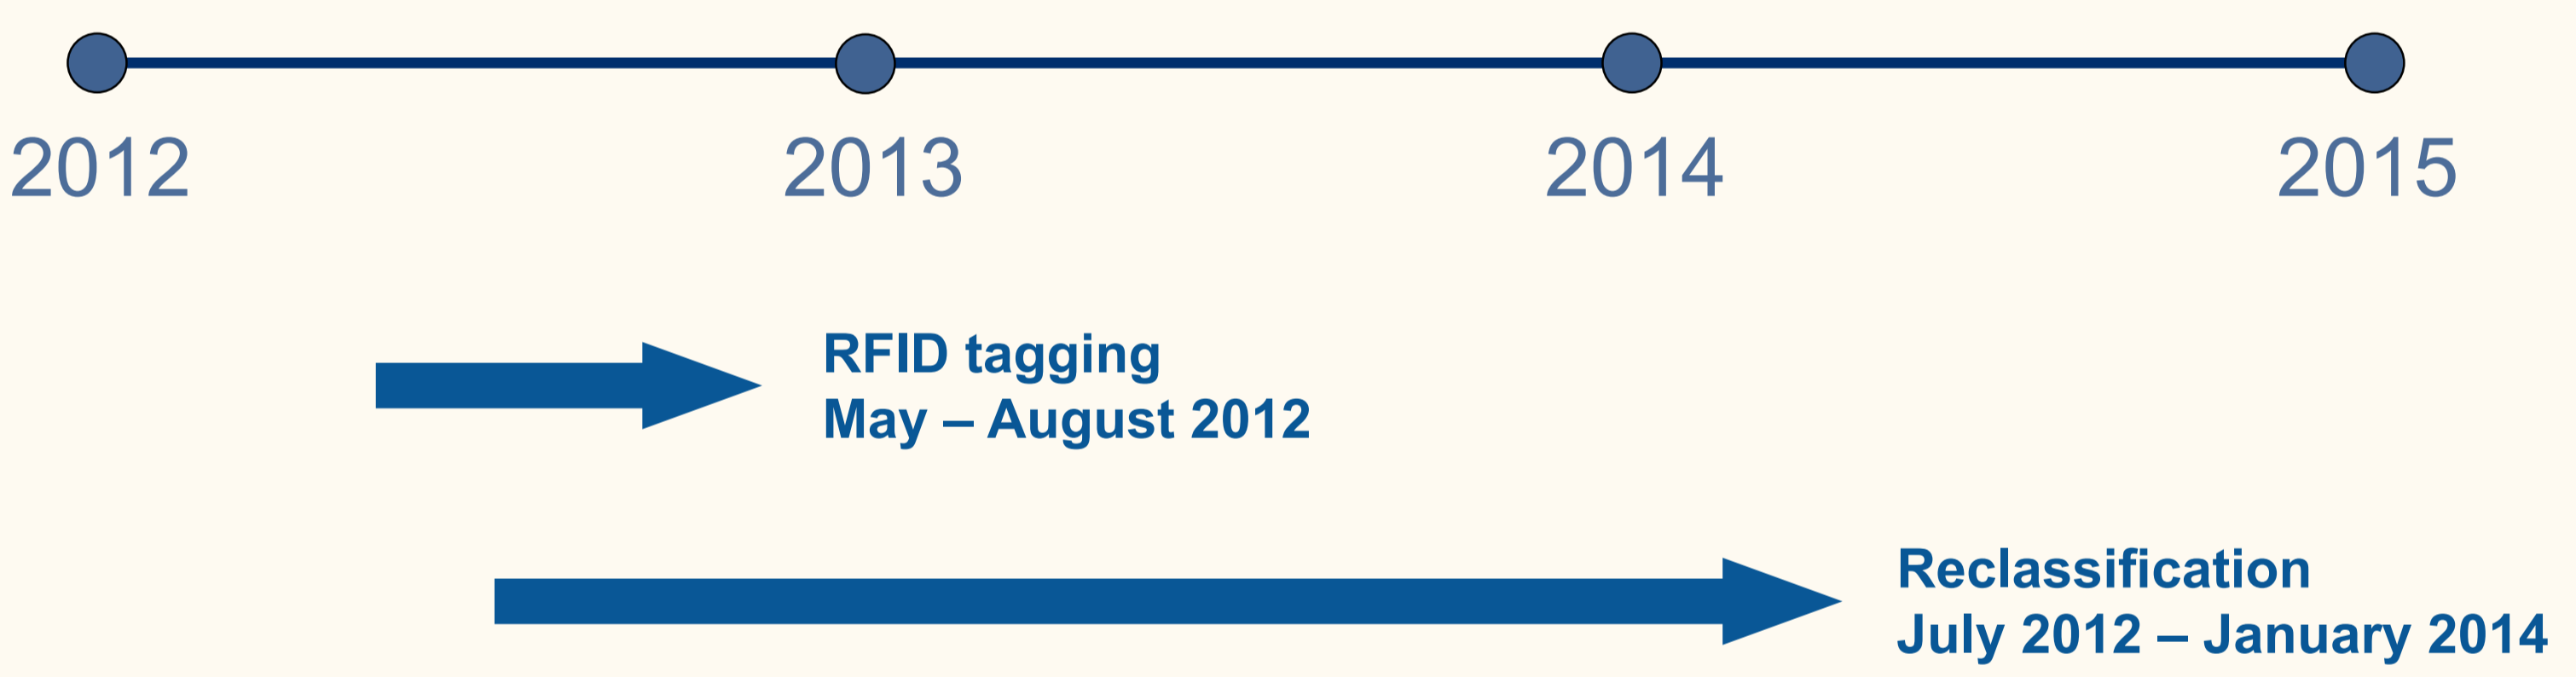 2012 2013 2014 2015
RFID tagging
May – August 2012
Reclassification
July 2012 – January 2014